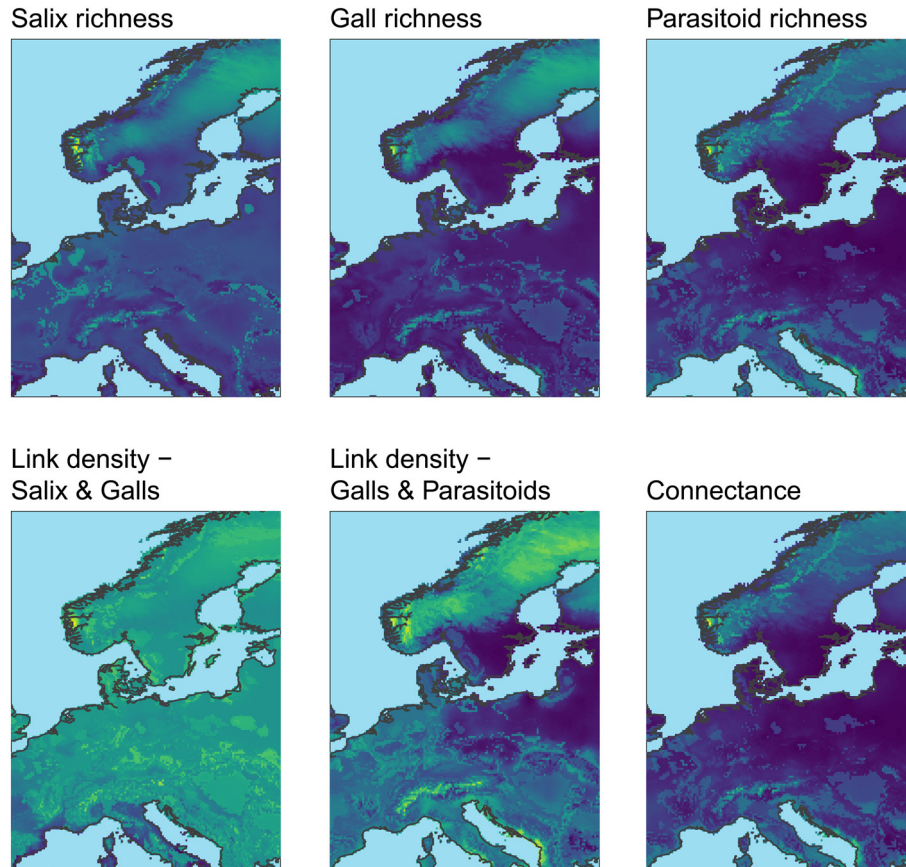 Salix richness
Gall richness
Parasitoid richness
Link density −
Salix & Galls
Link density −
Galls & Parasitoids
Connectance